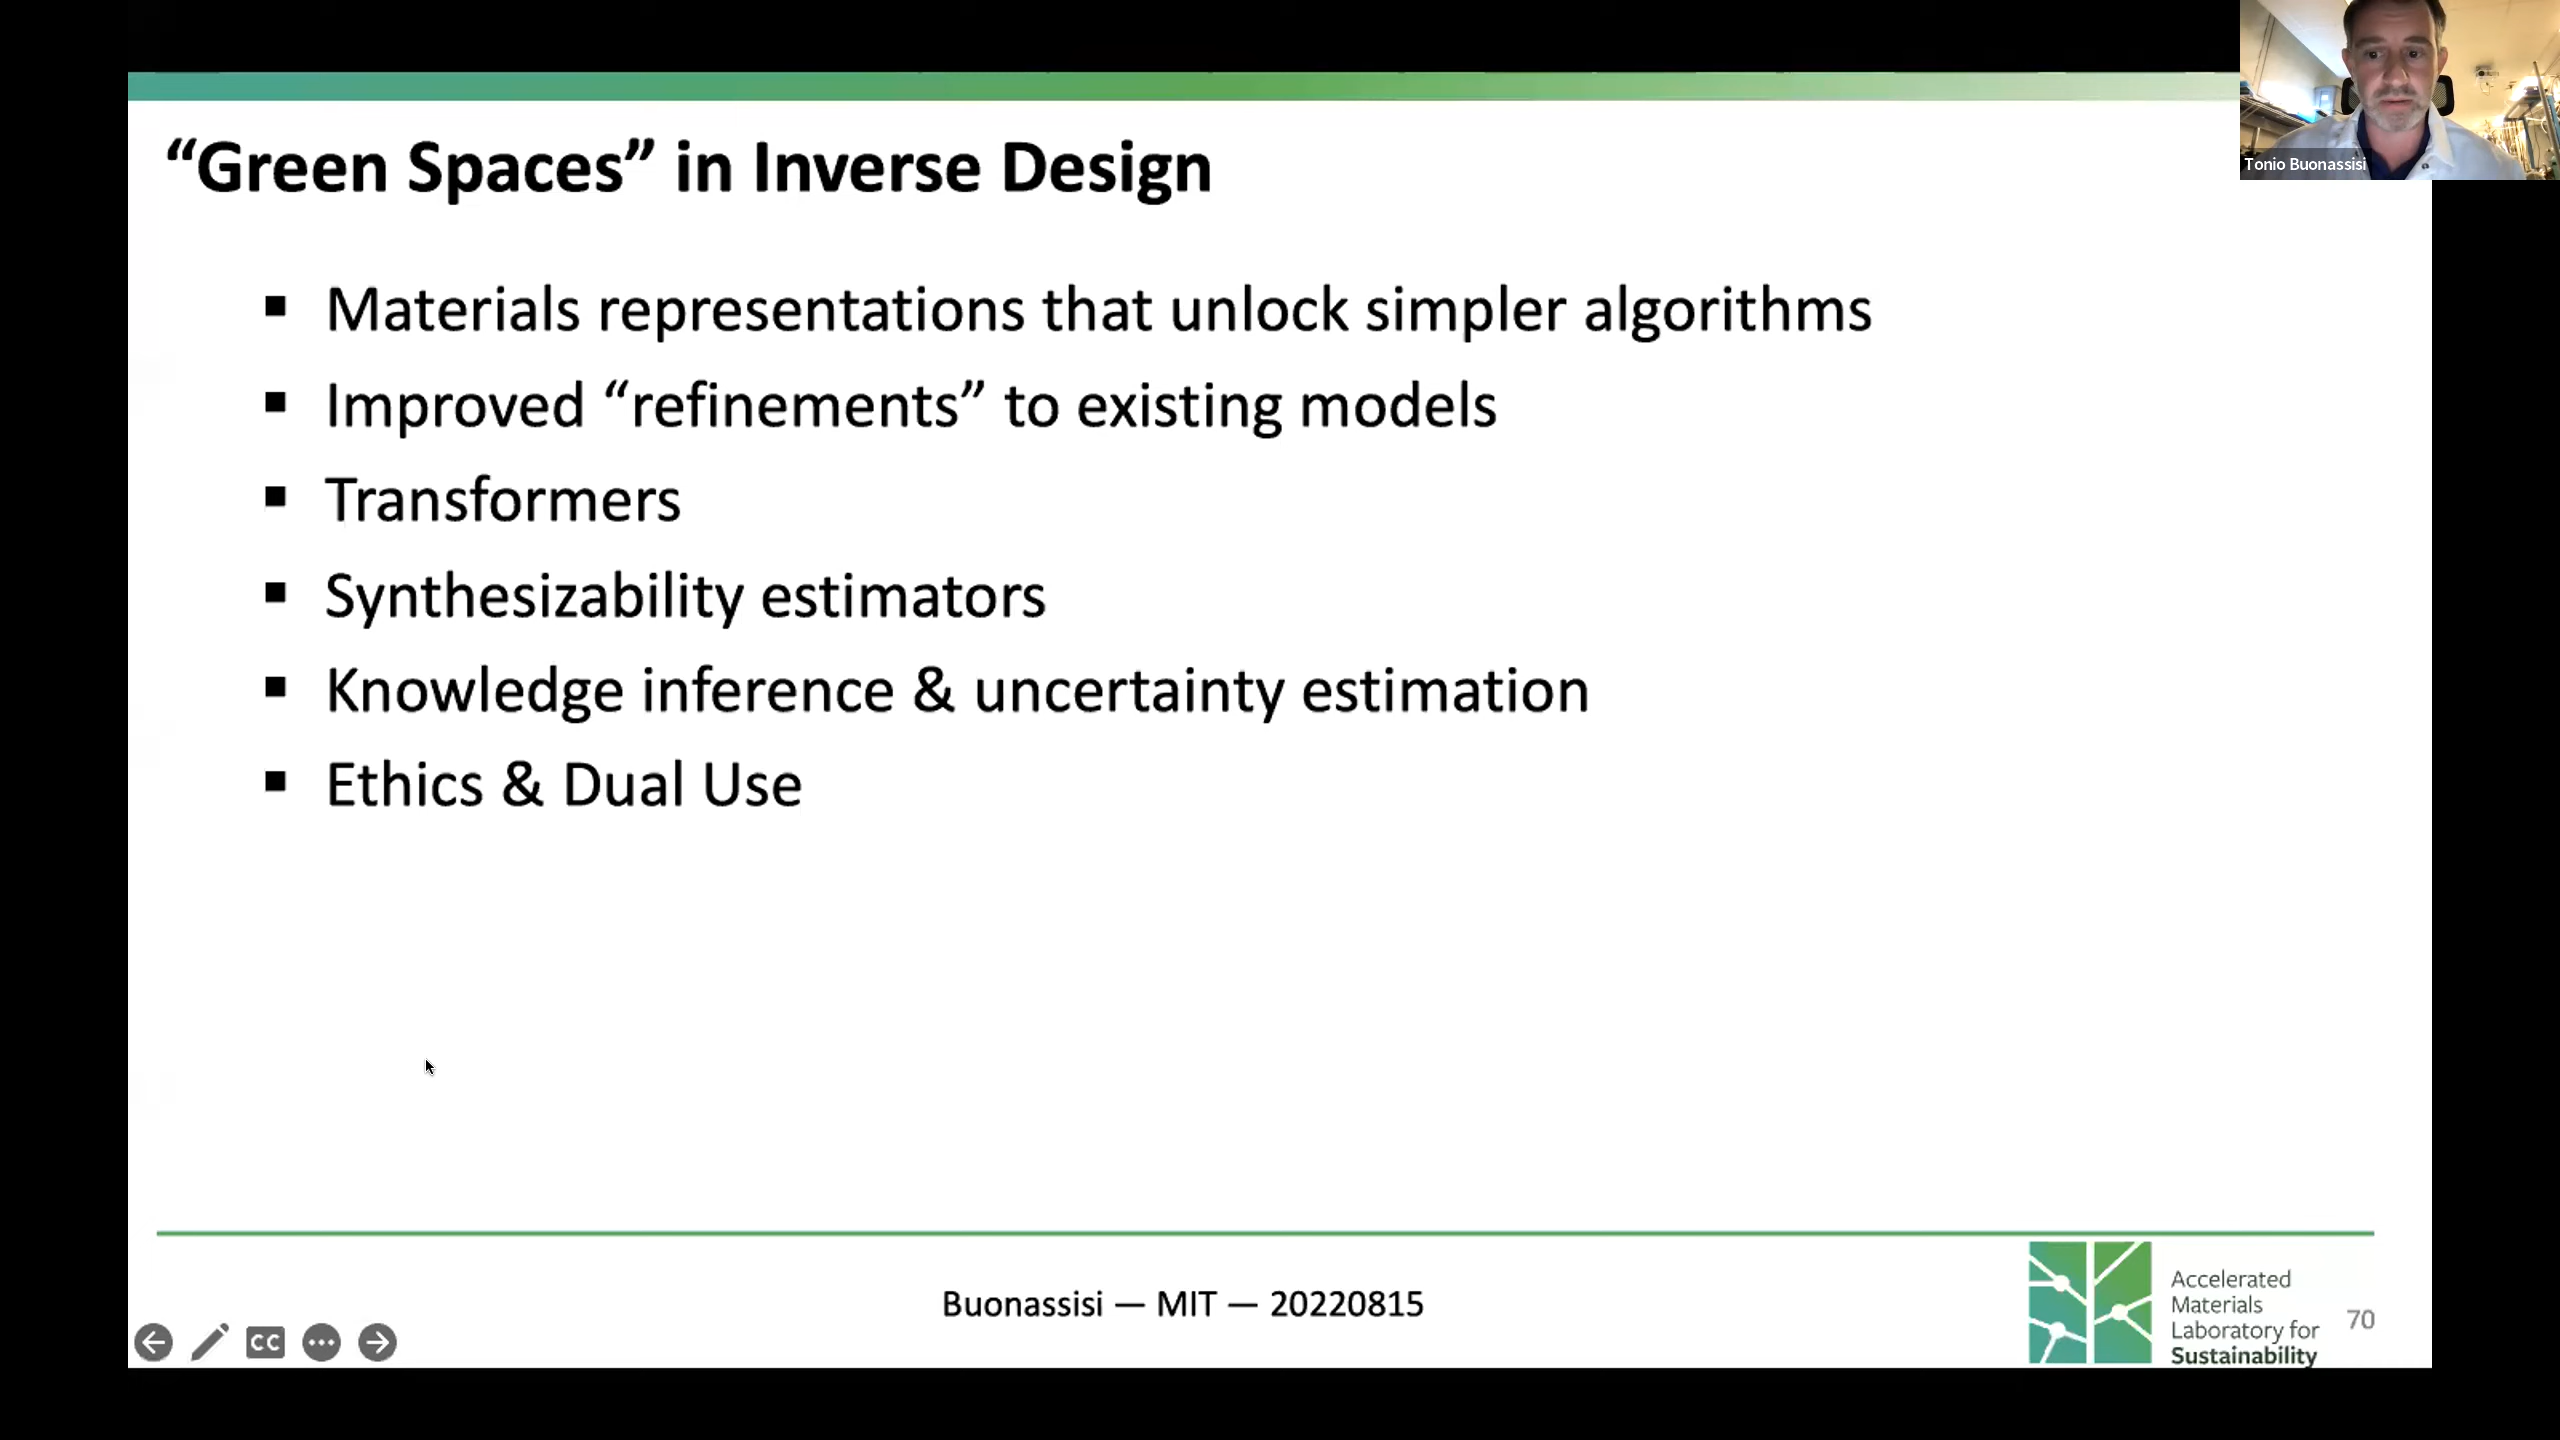 “Green Spaces” in Inverse Design
Materials representations that unlock simpler algorithms
Improved “refinements” to existing models
Transformers
Synthesizability estimators
Knowledge inference & uncertainty estimation
Ethics & Dual Use
Tonio Buonassisi
Buonassisi — MIT — 20220815
Accelerated
Materials
Laboratory for
Sustainability
70
CC